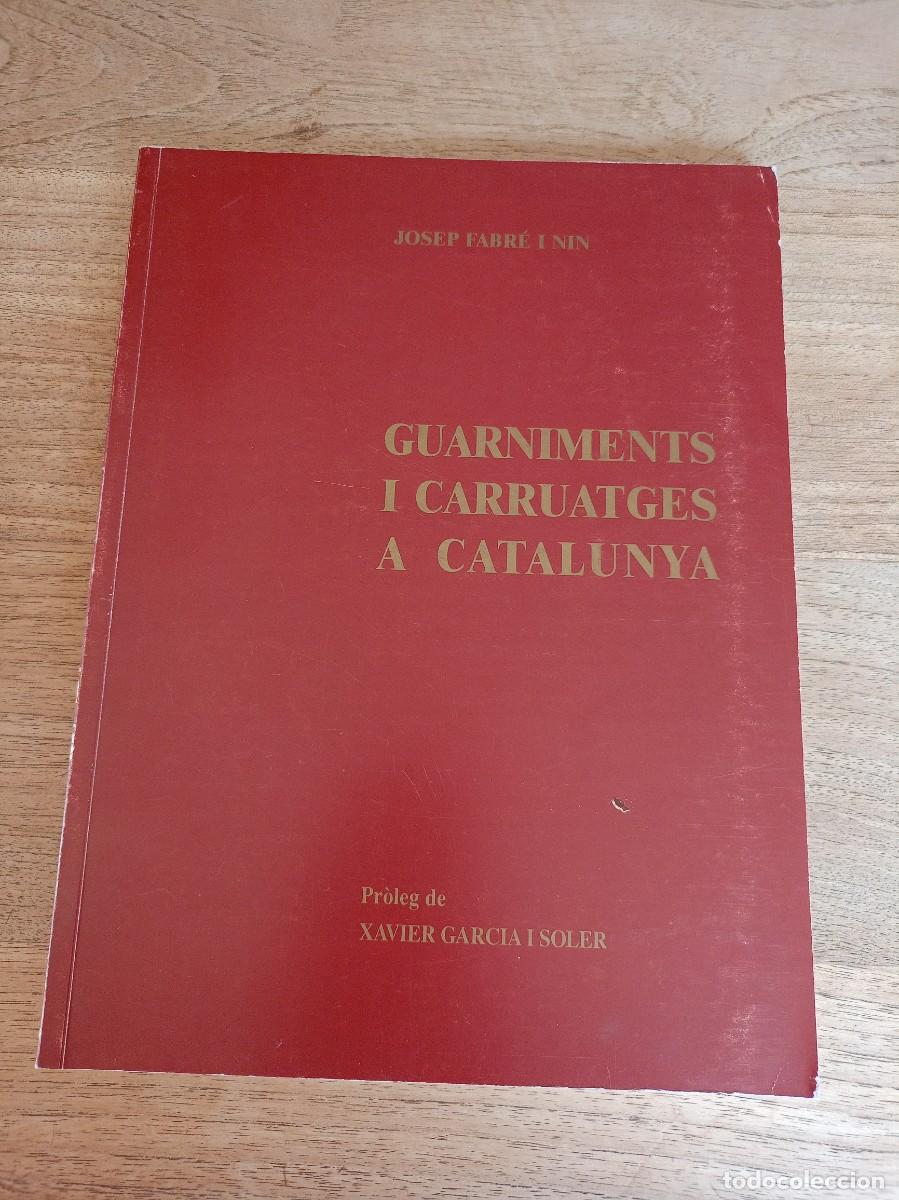 JOSEP FABRÉ I NIN
GUARNIMENTS
I CARRUATGES
A CATALUNYA
Pròleg de
XAVIER GARCIA I SOLER
todocoleccion